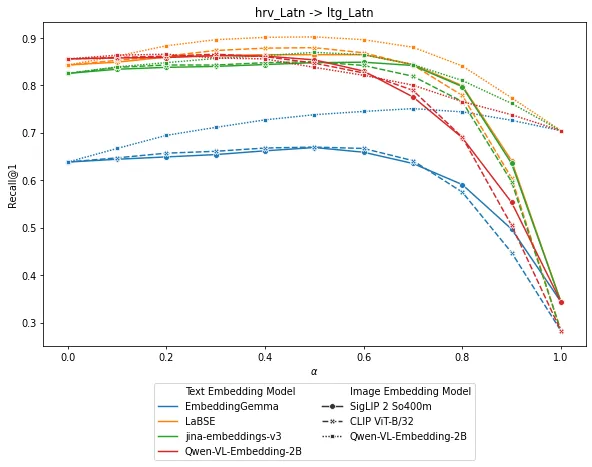 hrv_Latn -> ltg_Latn
Recall@1
0.9
0.8
0.7
0.6
0.5
0.4
0.3
0.0
0.2
0.4
0.6
0.8
1.0
α
Text Embedding Model
EmbeddingGemma
LaBSE
jina-embeddings-v3
Qwen-VL-Embedding-2B
Image Embedding Model
SigLIP 2 So400m
CLIP ViT-B/32
Qwen-VL-Embedding-2B